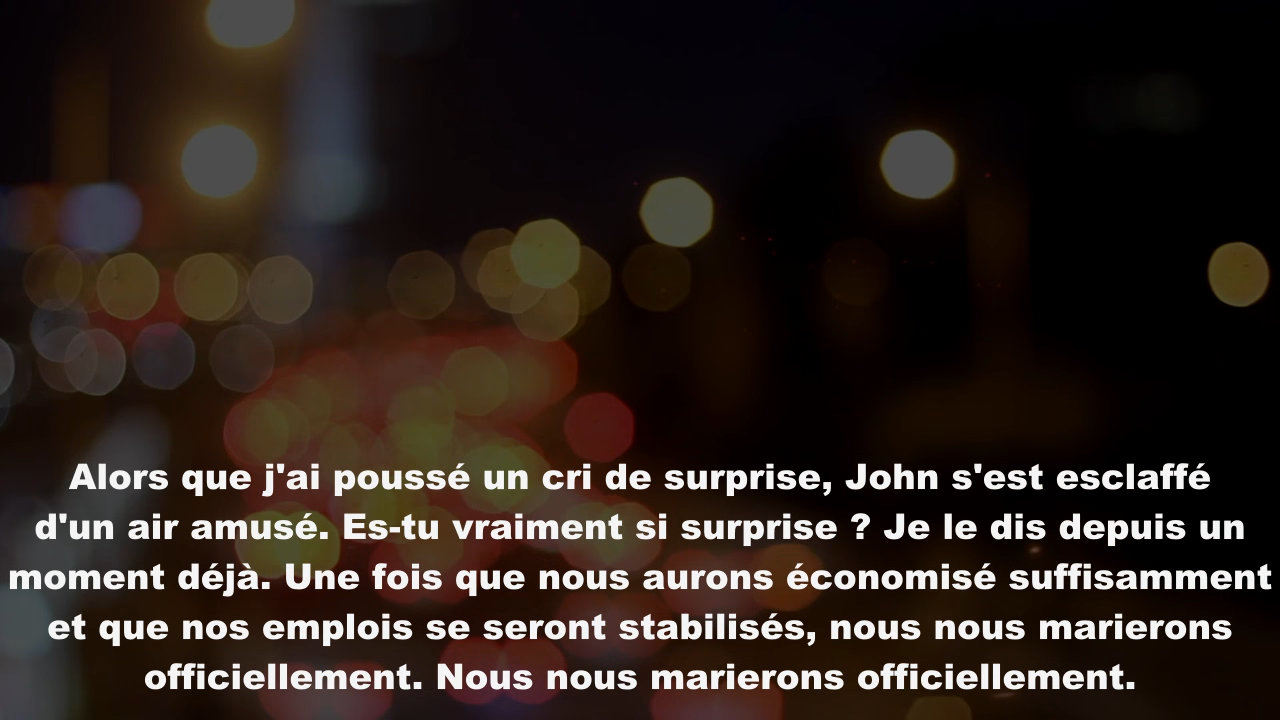 Alors que j'ai poussé un cri de surprise, John s'est esclaffé
d'un air amusé. Es-tu vraiment si surprise ? Je le dis depuis un
moment déjà. Une fois que nous aurons économisé suffisamment
et que nos emplois se seront stabilisés, nous nous marierons
officiellement. Nous nous marierons officiellement.